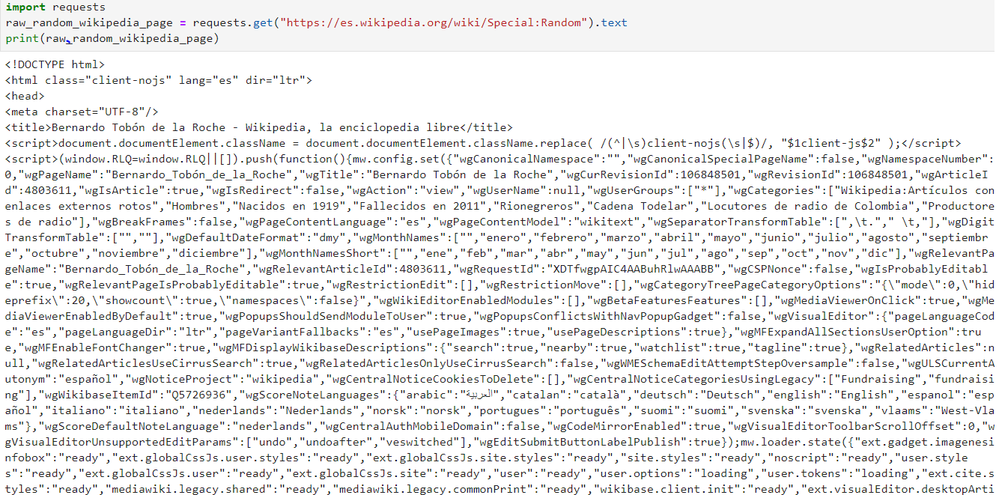 import requests
raw_random_wikipedia_page = requests.get("https://es.wikipedia.org/wiki/Special:Random").text
print(raw_random_wikipedia_page)
<!DOCTYPE html>
<html class="client-nojs" lang="es" dir="ltr">
<head>
<meta charset="UTF-8"/>
<title>Bernardo Tobón de la Roche - Wikipedia, la enciclopedia libre</title>
<script>document.documentElement.className = document.documentElement.className.replace( /(^|\s)client-nojs(\s|$)/, "$1client-js$2" );</script>
<script>(window.RLQ=window.RLQ||[]).push(function(){mw.config.set({"wgCanonicalNamespace":"","wgCanonicalSpecialPageName":false,"wgNamespaceNumber":
0,"wgPageName":"Bernardo_Tobón_de_la_Roche","wgTitle":"Bernardo Tobón de la Roche","wgCurRevisionId":106848501,"wgRevisionId":106848501,"wgArticleI
d":4803611,"wgIsArticle":true,"wgIsRedirect":false,"wgAction":"view","wgUserName":null,"wgUserGroups":["*"],"wgCategories":["Wikipedia:Artículos con
enlaces externos rotos","Hombres","Nacidos en 1919","Fallecidos en 2011","Rionegreros","Cadena Todelar","Locutores de radio de Colombia","Productore
s de radio"],"wgBreakFrames":false,"wgPageContentLanguage":"es","wgPageContentModel":"wikitext","wgSeparatorTransformTable":[",\t."," \t,"],"wgDigit
TransformTable":["",""],"wgDefaultDateFormat":"dmy","wgMonthNames":["","enero","febrero","marzo","abril","mayo","junio","julio","agosto","septiembr
e","octubre","noviembre","diciembre"],"wgMonthNamesShort":["","ene","feb","mar","abr","may","jun","jul","ago","sep","oct","nov","dic"],"wgRelevantPa
geName":"Bernardo_Tobón_de_la_Roche","wgRelevantArticleId":4803611,"wgRequestId":"XDTfwgpAIC4AABuhRlwAAABB","wgCSPNonce":false,"wgIsProbablyEditabl
e":true,"wgRelevantPageIsProbablyEditable":true,"wgRestrictionEdit":[],"wgRestrictionMove":[],"wgCategoryTreePageCategoryOptions":"{\"mode\":0,\"hid
eprefix\":20,\"showcount\":true,\"namespaces\":false}","wgWikiEditorEnabledModules":[],"wgBetaFeaturesFeatures":[],"wgMediaViewerOnClick":true,"wgMe
diaViewerEnabledByDefault":true,"wgPopupsShouldSendModuleToUser":true,"wgPopupsConflictsWithNavPopupGadget":false,"wgVisualEditor":{"pageLanguageCod
e":"es","pageLanguageDir":"ltr","pageVariantFallbacks":"es","usePageImages":true,"usePageDescriptions":true},"wgMFExpandAllSectionsUserOption":tru
e,"wgMFEnableFontChanger":true,"wgMFDisplayWikibaseDescriptions":{"search":true,"nearby":true,"watchlist":true,"tagline":true},"wgRelatedArticles":n
ull,"wgRelatedArticlesUseCirrusSearch":true,"wgRelatedArticlesOnlyUseCirrusSearch":false,"wgWMESchemaEditAttemptStepOversample":false,"wgULSCurrentA
utonym":"español","wgNoticeProject":"wikipedia","wgCentralNoticeCookiesToDelete":[],"wgCentralNoticeCategoriesUsingLegacy":["Fundraising","fundraisi
ng"],"wgWikibaseItemId":"Q5726936","wgScoreNoteLanguages":{"arabic":"العربية","catalan":"català","deutsch":"Deutsch","english":"English","espanol":"esp
añol","italiano":"italiano","nederlands":"Nederlands","norsk":"norsk","portugues":"português","suomi":"suomi","svenska":"svenska","vlaams":"West-Vla
ms"},"wgScoreDefaultNoteLanguage":"nederlands","wgCentralAuthMobileDomain":false,"wgCodeMirrorEnabled":true,"wgVisualEditorToolbarScrollOffset":0,"w
gVisualEditorUnsupportedEditParams":["undo","undoafter","veswitched"],"wgEditSubmitButtonLabelPublish":true});mw.loader.state({"ext.gadget.imagenesi
nfobox":"ready","ext.globalCssJs.user.styles":"ready","ext.globalCssJs.site.styles":"ready","site.styles":"ready","noscript":"ready","user.style
s":"ready","ext.globalCssJs.user":"ready","ext.globalCssJs.site":"ready","user":"ready","user.options":"loading","user.tokens":"loading","ext.cite.s
tyles":"ready","mediawiki.legacy.shared":"ready","mediawiki.legacy.commonPrint":"ready","wikibase.client.init":"ready","ext.visualEditor.desktopArti